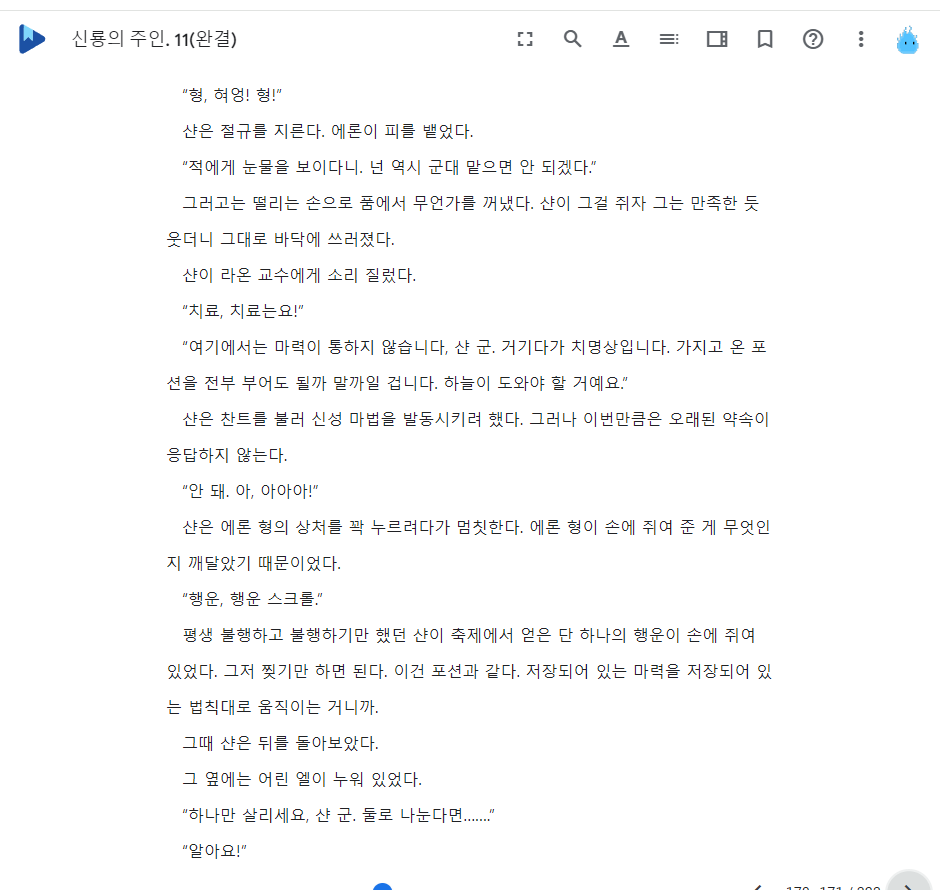 신룡의 주인. 11(완결)
“형, 혀엉! 형!”
샨은 절규를 지른다. 에론이 피를 뱉었다.
“적에게 눈물을 보이다니. 넌 역시 군대 맡으면 안 되겠다.”
그러고는 떨리는 손으로 품에서 무언가를 꺼냈다. 샨이 그걸 쥐자 그는 만족한 듯
웃더니 그대로 바닥에 쓰러졌다.
샨이 라온 교수에게 소리 질렀다.
“치료, 치료는요!”
“여기에서는 마력이 통하지 않습니다, 샨 군. 거기다가 치명상입니다. 가지고 온 포
션을 전부 부어도 될까 말까일 겁니다. 하늘이 도와야 할 거예요.”
샨은 찬트를 불러 신성 마법을 발동시키려 했다. 그러나 이번만큼은 오래된 약속이
응답하지 않는다.
“안 돼. 아, 아아아!”
샨은 에론 형의 상처를 꽉 누르려다가 멈칫한다. 에론 형이 손에 쥐여 준 게 무엇인
지 깨달았기 때문이었다.
“행운, 행운 스크롤.”
평생 불행하고 불행하기만 했던 샨이 축제에서 얻은 단 하나의 행운이 손에 쥐여
있었다. 그저 찢기만 하면 된다. 이건 포션과 같다. 저장되어 있는 마력을 저장되어 있
는 법칙대로 움직이는 거니까.
그때 샨은 뒤를 돌아보았다.
그 옆에는 어린 엘이 누워 있었다.
“하나만 살리세요, 샨 군. 둘로 나눈다면…….”
“알아요!”